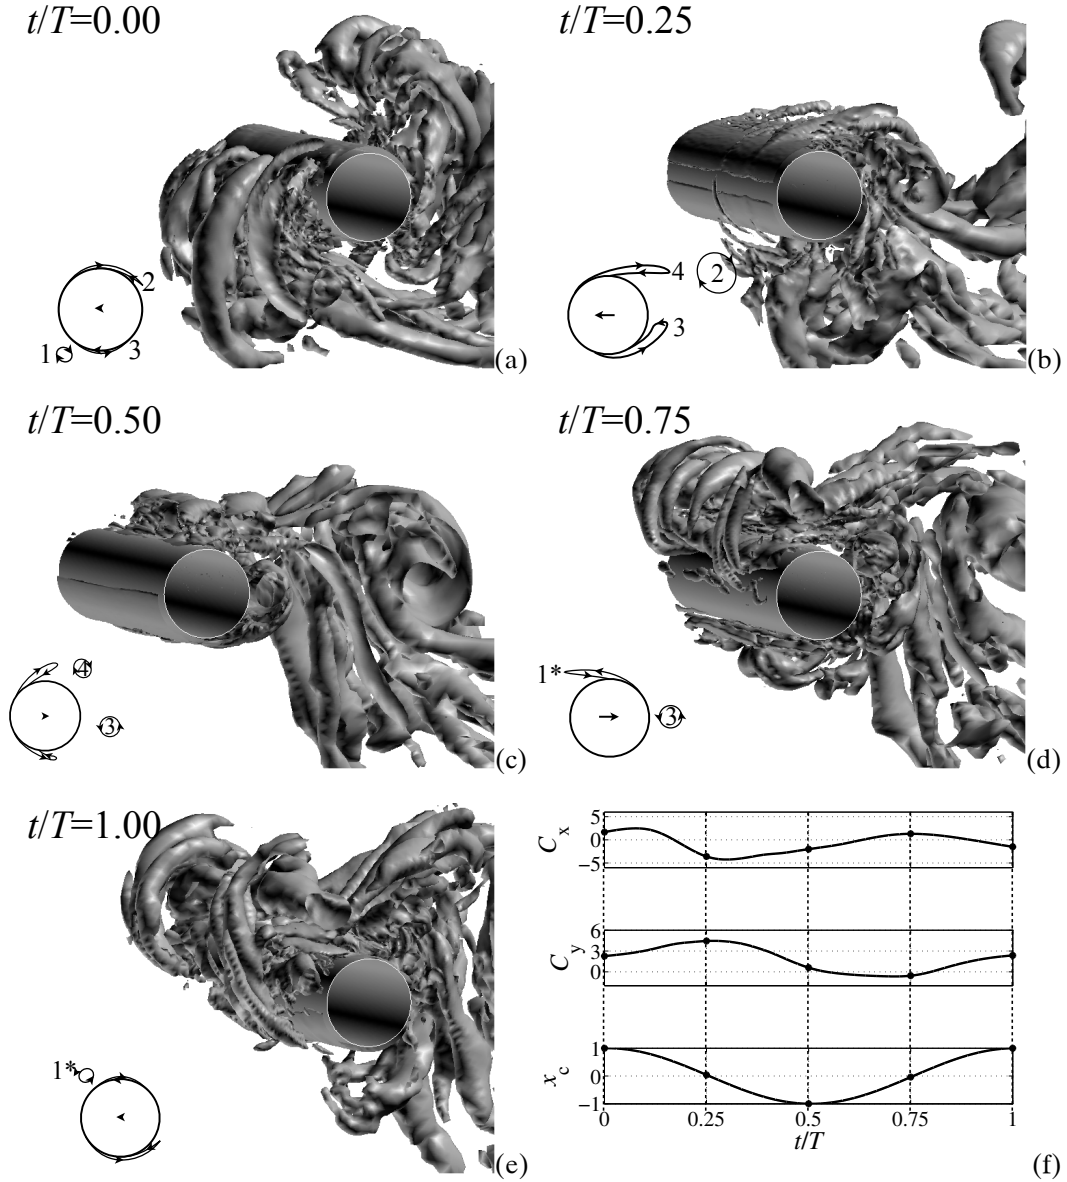 t/T=0.00
2
1
3
(a)
t/T=0.25
4
2
3
(b)
t/T=0.50
4
3
(c)
t/T=0.75
1*
3
(d)
t/T=1.00
1*
(e)
5
0
−5
C_x
6
3
0
C_y
1
0
−1
x_c
0 0.25 0.5 0.75 1
t/T
(f)